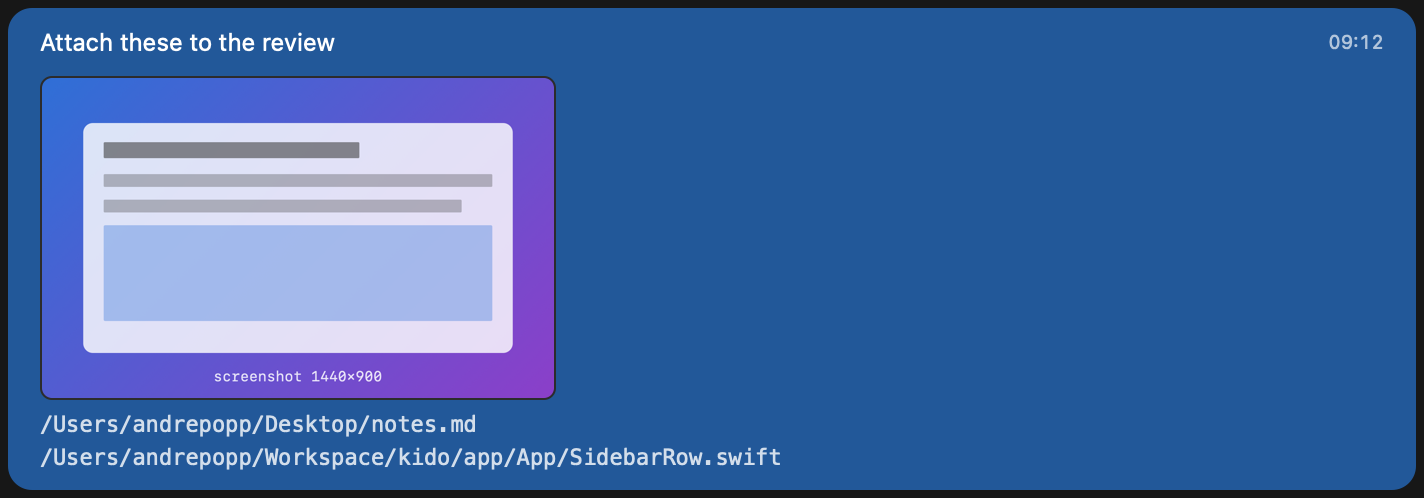 Attach these to the review
09:12
screenshot 1440×900
/Users/andrepopp/Desktop/notes.md
/Users/andrepopp/Workspace/kido/app/App/SidebarRow.swift